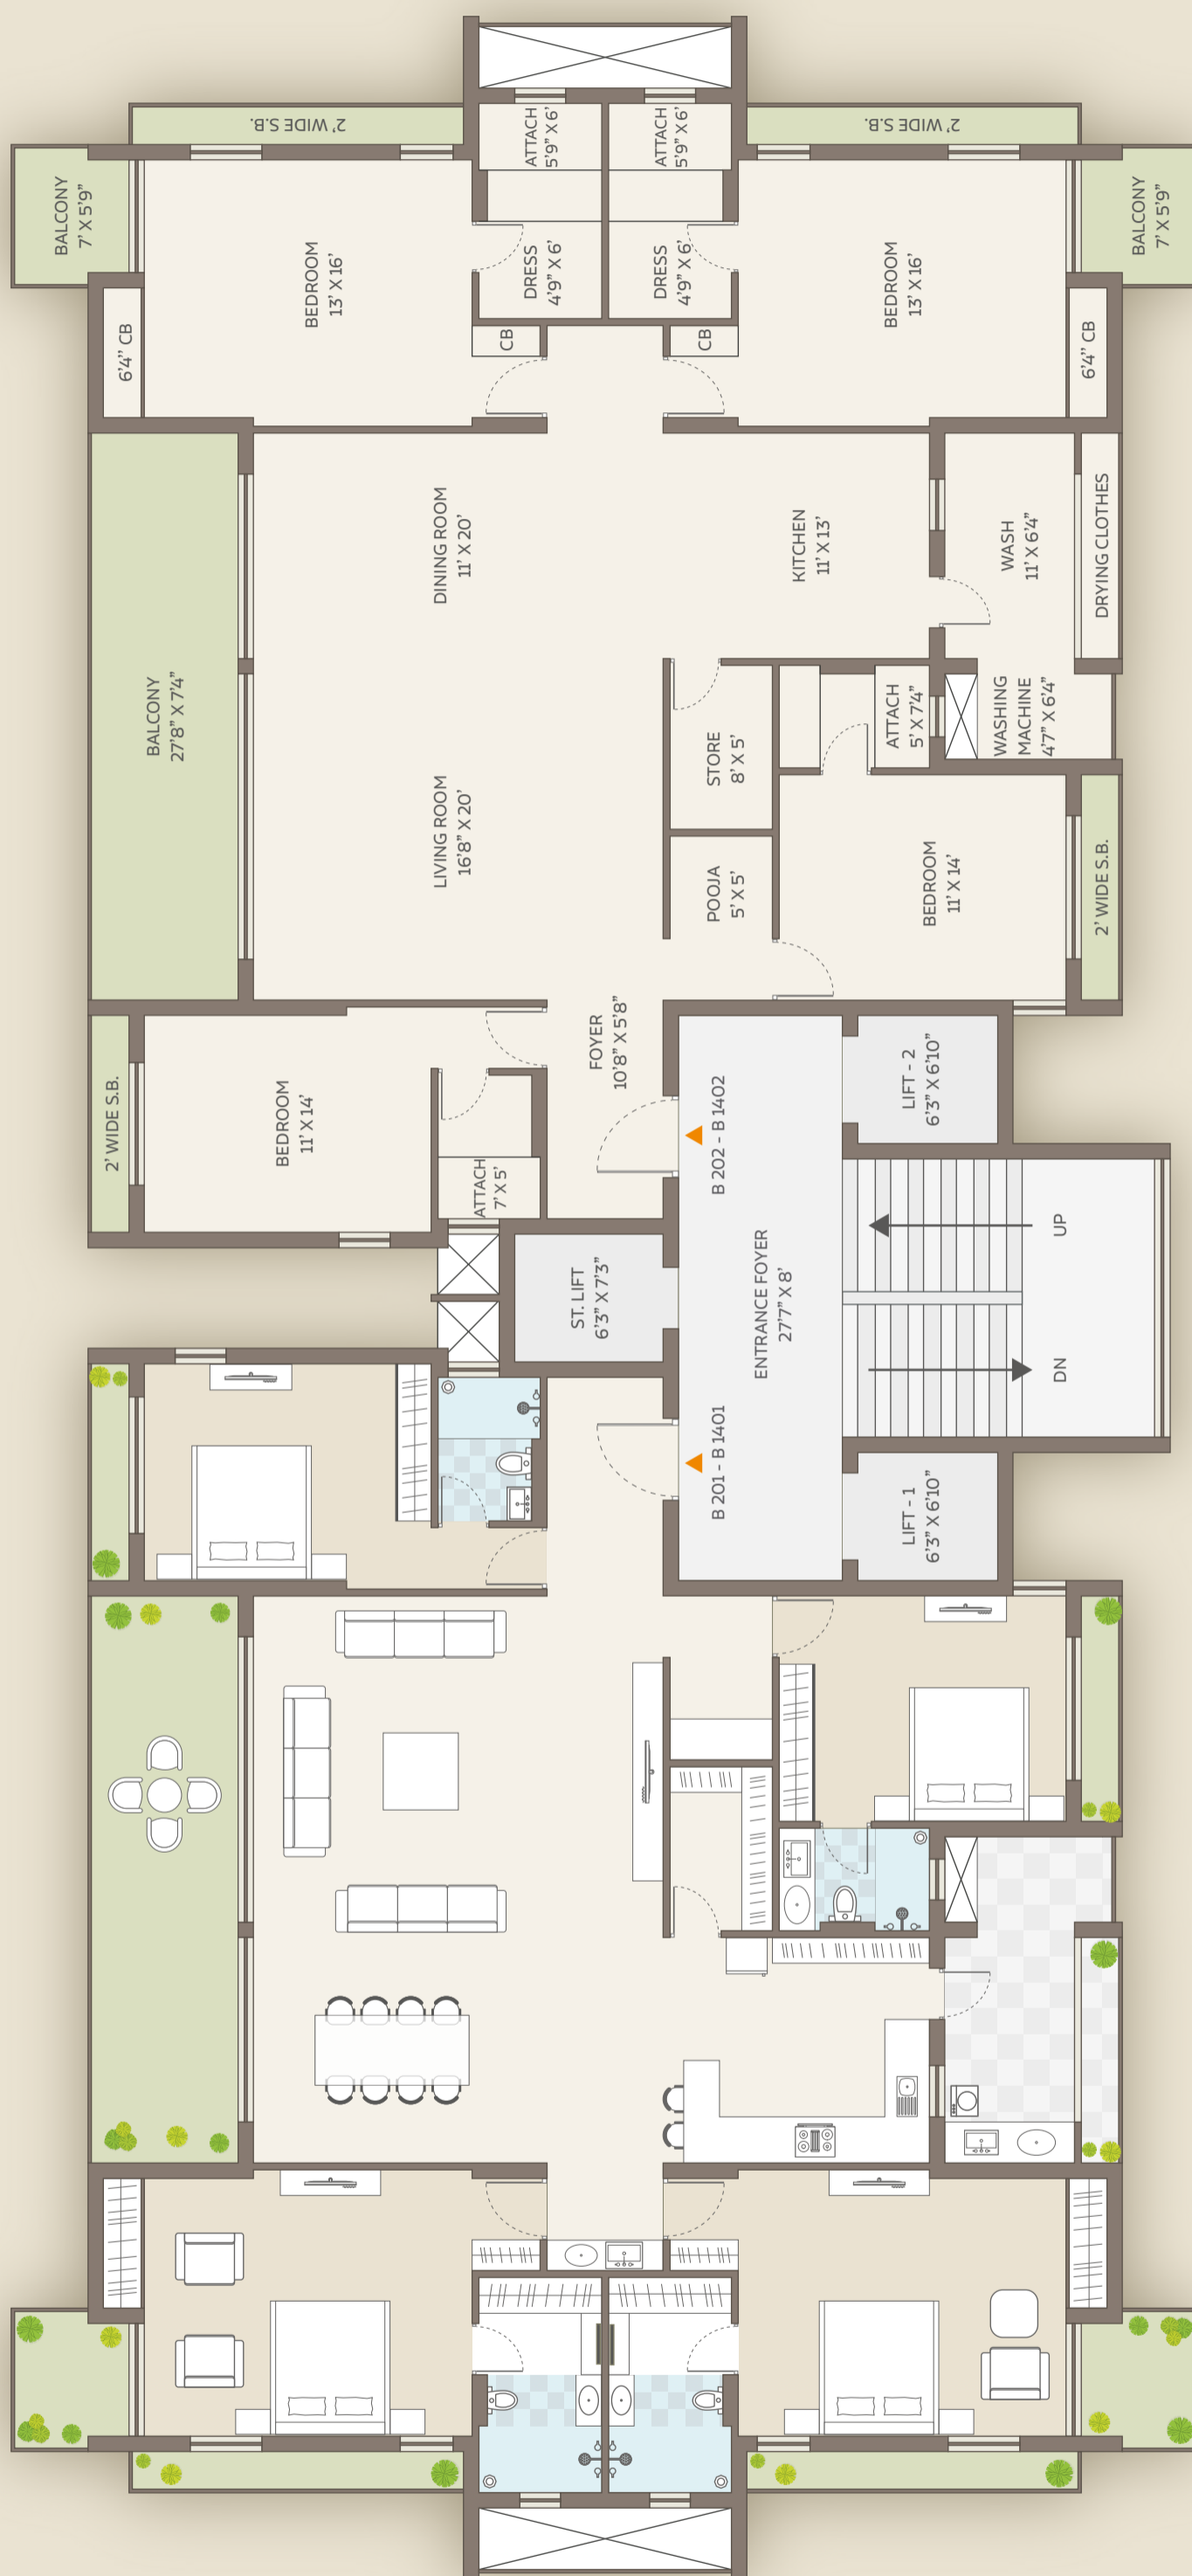 2' WIDE S.B.
2' WIDE S.B.
ATTACH
5'9" X 6'
ATTACH
5'9" X 6'
BALCONY
7' X 5'9"
BALCONY
7' X 5'9"
BEDROOM
13' X 16'
DRESS
4'9" X 6'
DRESS
4'9" X 6'
BEDROOM
13' X 16'
6'4" CB
CB
CB
6'4" CB
DINING ROOM
11' X 20'
KITCHEN
11' X 13'
WASH
11' X 6'4"
DRYING CLOTHES
BALCONY
27'8" X 7'4"
STORE
8' X 5'
ATTACH
5' X 7'4"
WASHING
MACHINE
4'7" X 6'4"
LIVING ROOM
16'8" X 20'
POOJA
5' X 5'
BEDROOM
11' X 14'
2' WIDE S.B.
FOYER
10'8" X 5'8"
LIFT - 2
6'3" X 6'10"
2' WIDE S.B.
BEDROOM
11' X 14'
ATTACH
7' X 5'
B 202 - B 1402
UP
ST. LIFT
6'3" X 7'3"
ENTRANCE FOYER
27'7" X 8'
DN
B 201 - B 1401
LIFT - 1
6'3" X 6'10"